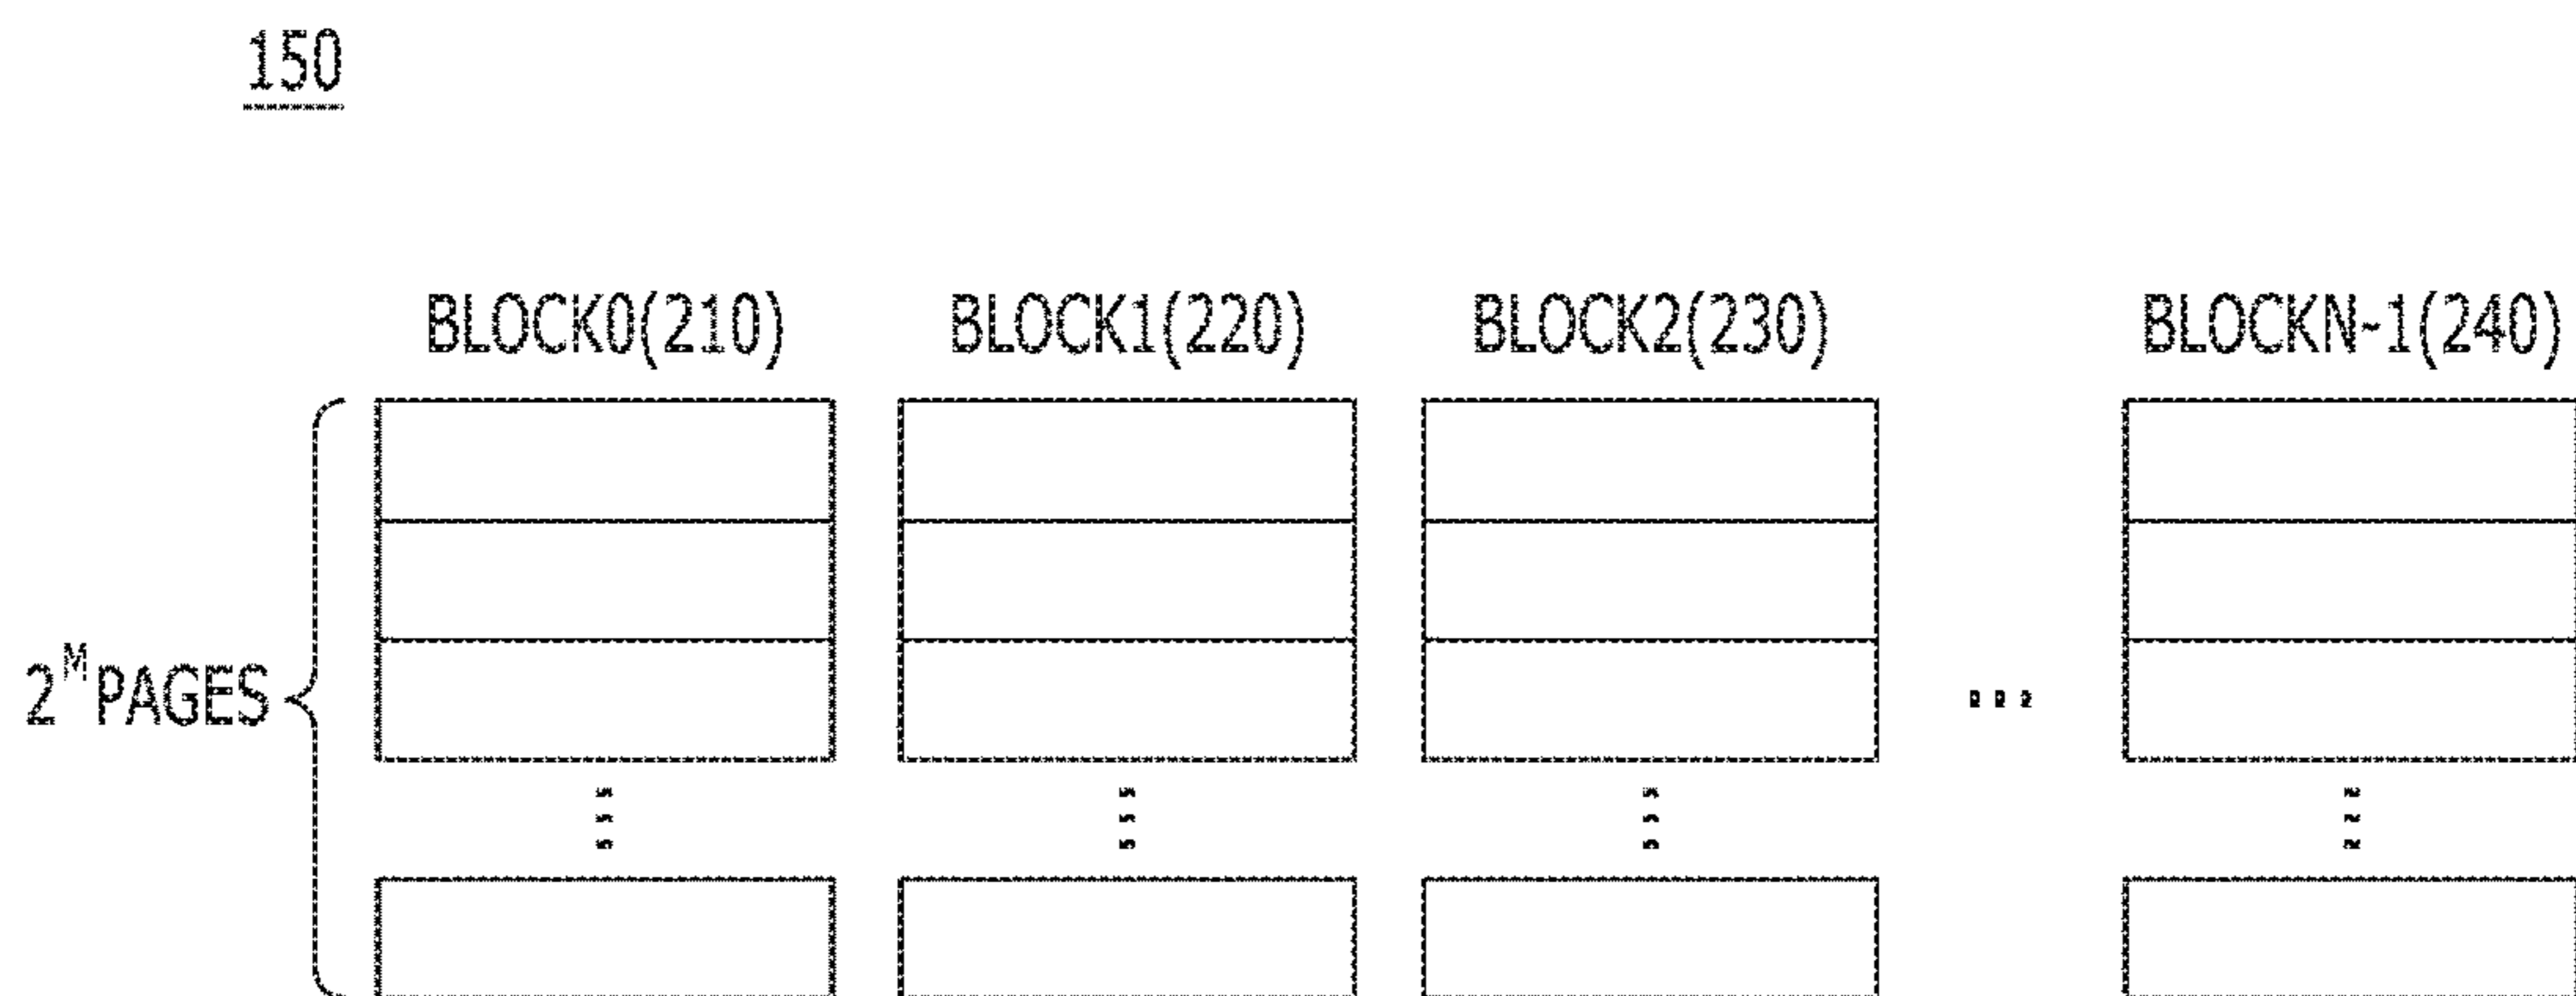 150
BLOCK0(210) BLOCK1(220) BLOCK2(230) BLOCKN-1(240)
2^M PAGES
...